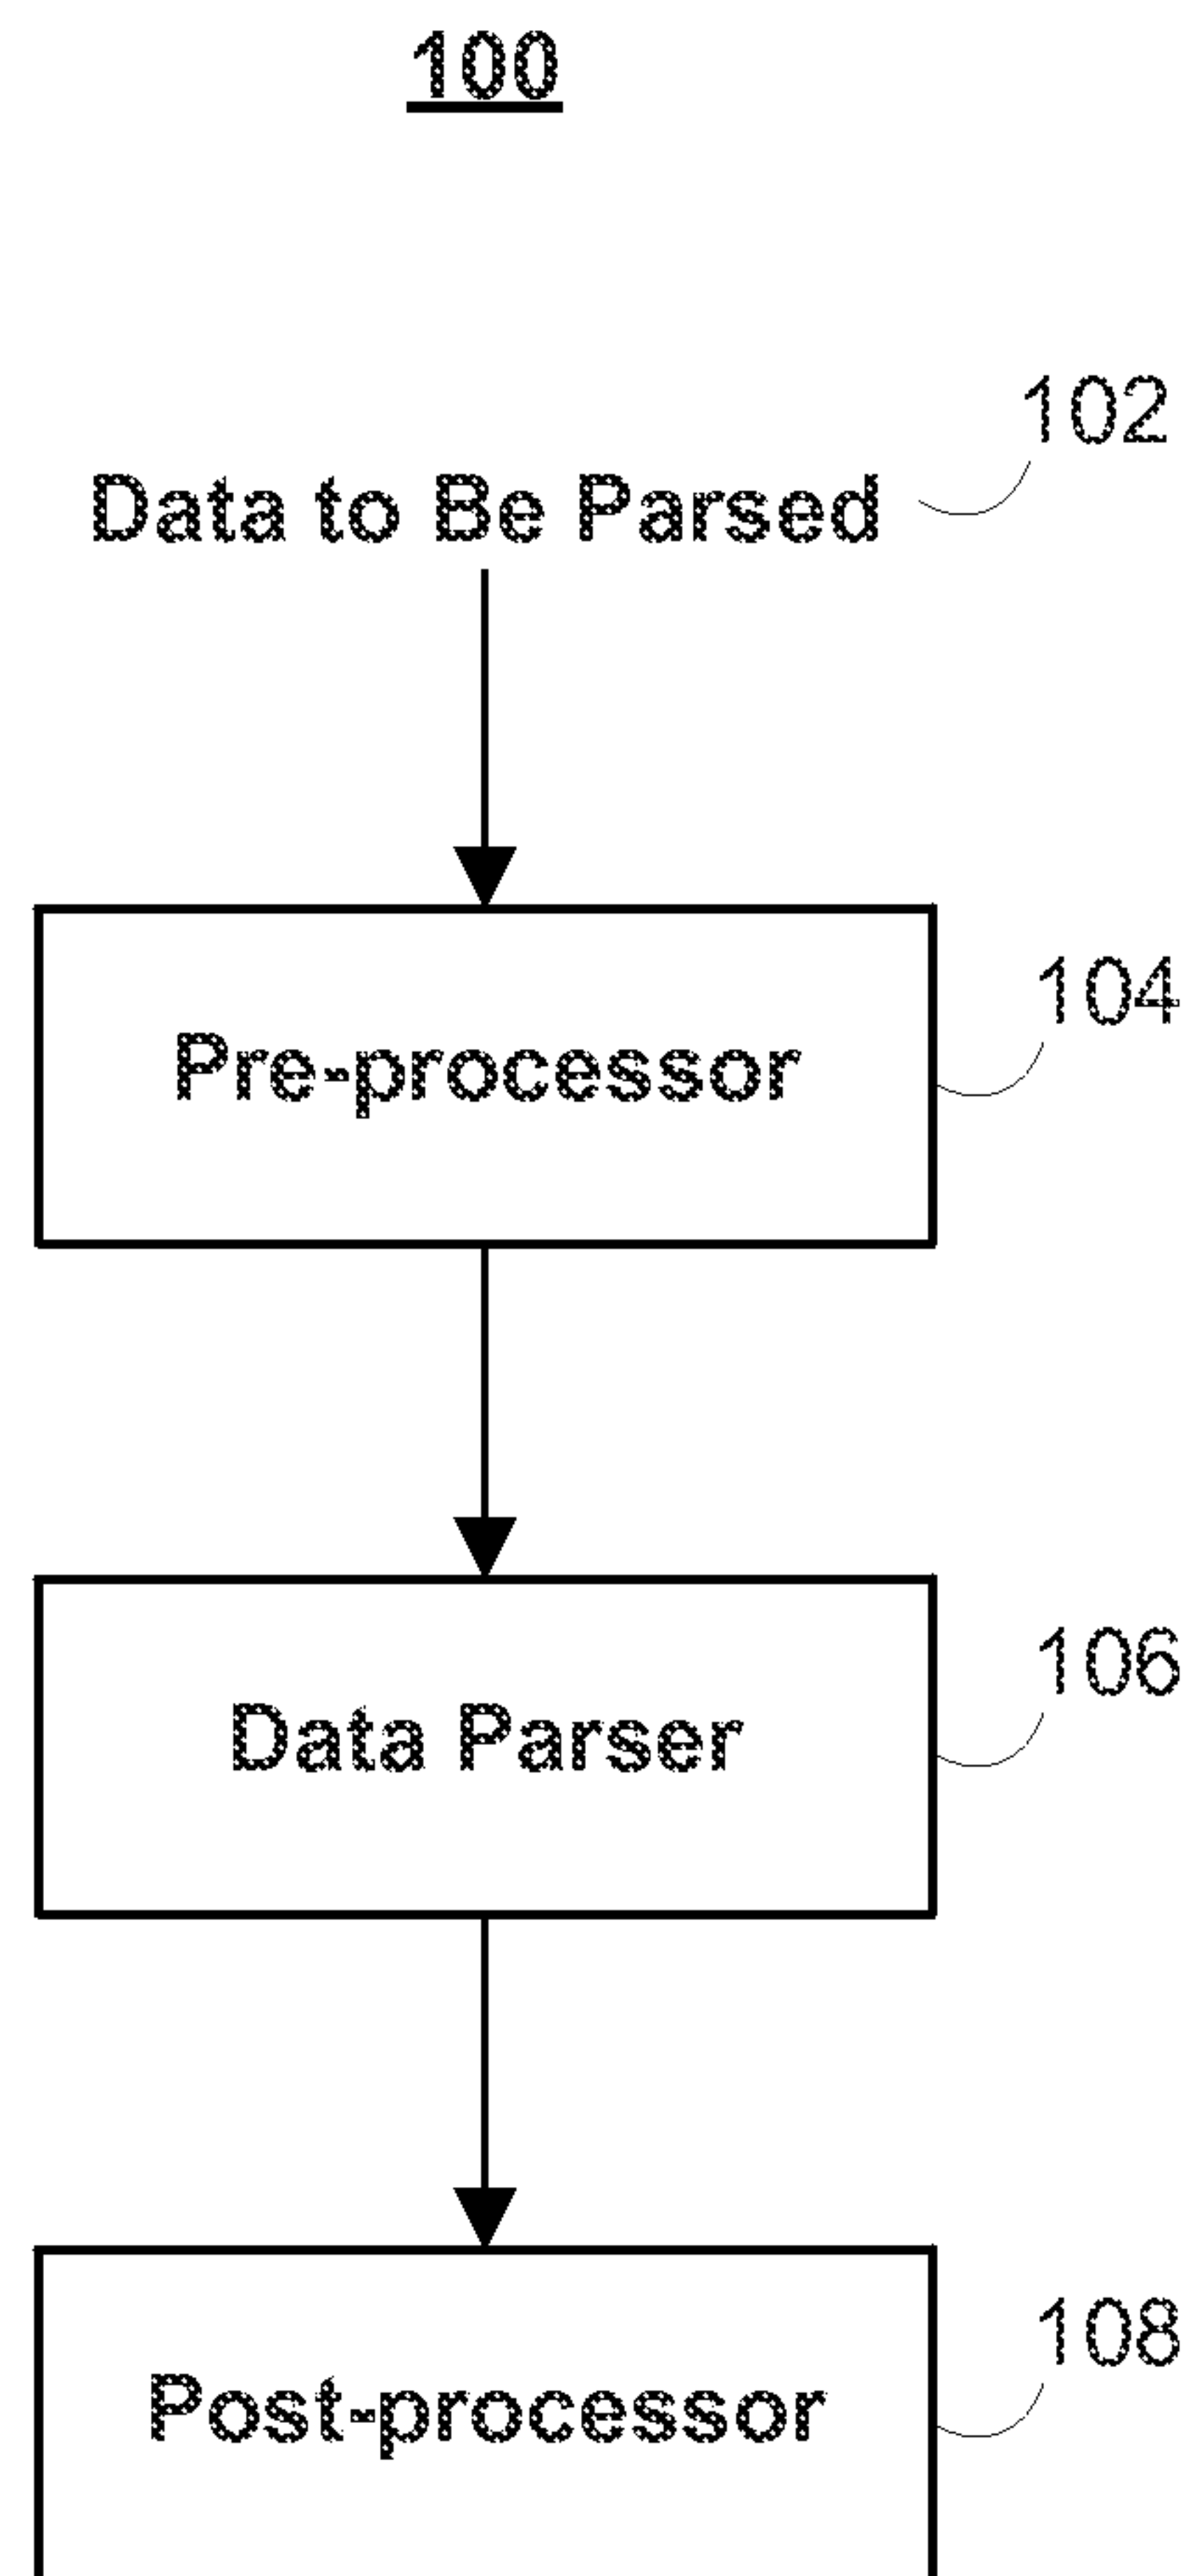 100
102
Data to Be Parsed
104
Pre-processor
106
Data Parser
108
Post-processor